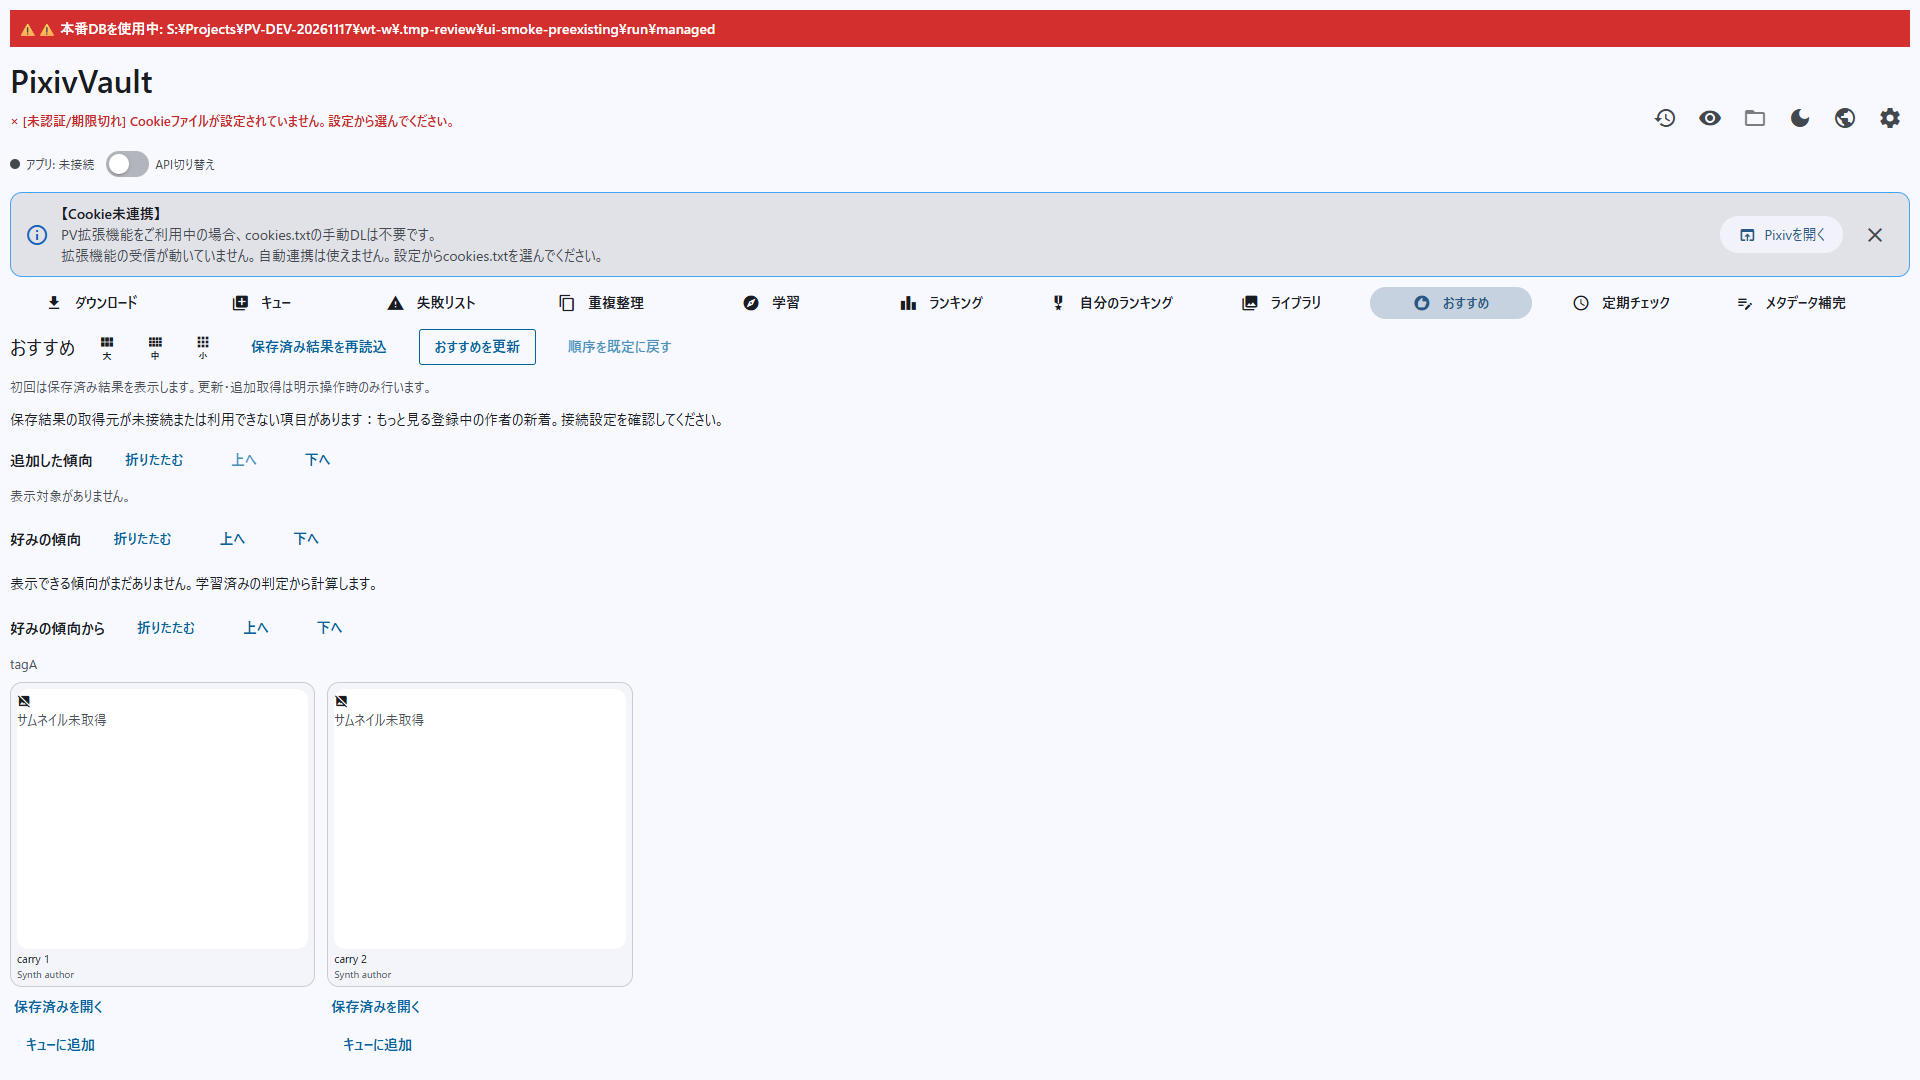 本番DBを使用中: S:¥Projects¥PV-DEV-20261117¥wt-w¥.tmp-review¥ui-smoke-preexisting¥run¥managed
PixivVault
× [未認証/期限切れ] Cookieファイルが設定されていません。設定から選んでください。
アプリ: 未接続
API切り替え
【Cookie未連携】
PV拡張機能をご利用中の場合、cookies.txtの手動DLは不要です。
拡張機能の受信が動いていません。自動連携は使えません。設定からcookies.txtを選んでください。
Pixivを開く
ダウンロード
キュー
失敗リスト
重複整理
学習
ランキング
自分のランキング
ライブラリ
おすすめ
定期チェック
メタデータ補完
おすすめ
大
中
小
保存済み結果を再読込
おすすめを更新
順序を既定に戻す
初回は保存済み結果を表示します。更新・追加取得は明示操作時のみ行います。
保存結果の取得元が未接続または利用できない項目があります：もっと見る登録中の作者の新着。接続設定を確認してください。
追加した傾向
折りたたむ
上へ
下へ
表示対象がありません。
好みの傾向
折りたたむ
上へ
下へ
表示できる傾向がまだありません。学習済みの判定から計算します。
好みの傾向から
折りたたむ
上へ
下へ
tagA
サムネイル未取得
carry 1
Synth author
保存済みを開く
キューに追加
サムネイル未取得
carry 2
Synth author
保存済みを開く
キューに追加